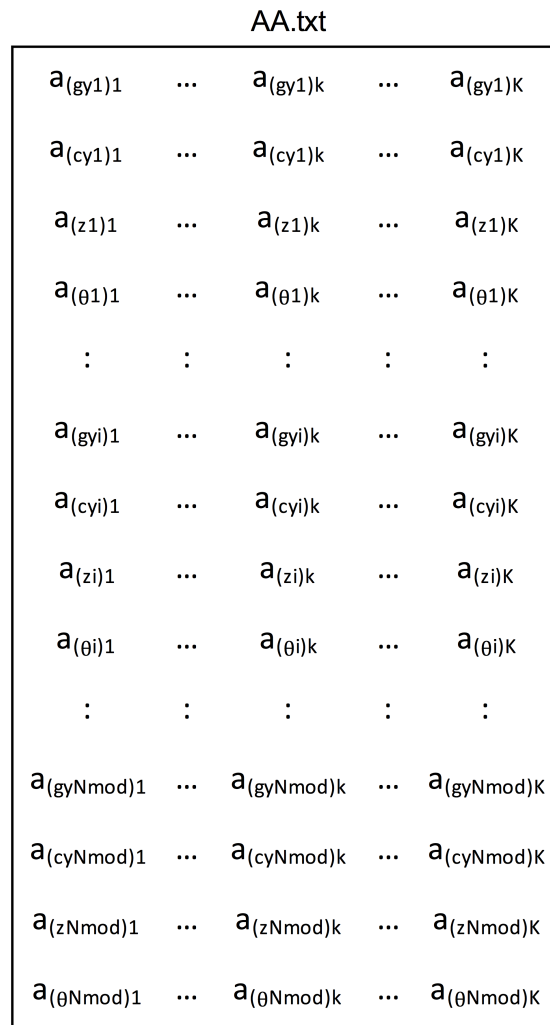 AA.txt
a(gy1)1 ... a(gy1)k ... a(gy1)K
a(cy1)1 ... a(cy1)k ... a(cy1)K
a(z1)1 ... a(z1)k ... a(z1)K
a(θ1)1 ... a(θ1)k ... a(θ1)K
: : : : :
a(gyi)1 ... a(gyi)k ... a(gyi)K
a(cyi)1 ... a(cyi)k ... a(cyi)K
a(zi)1 ... a(zi)k ... a(zi)K
a(θi)1 ... a(θi)k ... a(θi)K
: : : : :
a(gyNmod)1 ... a(gyNmod)k ... a(gyNmod)K
a(cyNmod)1 ... a(cyNmod)k ... a(cyNmod)K
a(zNmod)1 ... a(zNmod)k ... a(zNmod)K
a(θNmod)1 ... a(θNmod)k ... a(θNmod)K